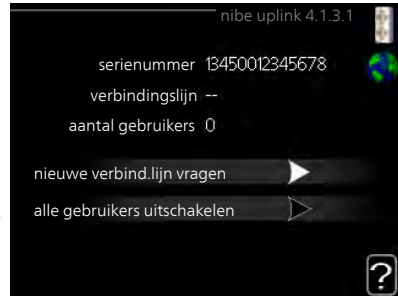 nibe uplink 4.1.3.1
serienummer 13450012345678
verbindingslijn --
aantal gebruikers 0
nieuwe verbind.lijn vragen
alle gebruikers uitschakelen
?